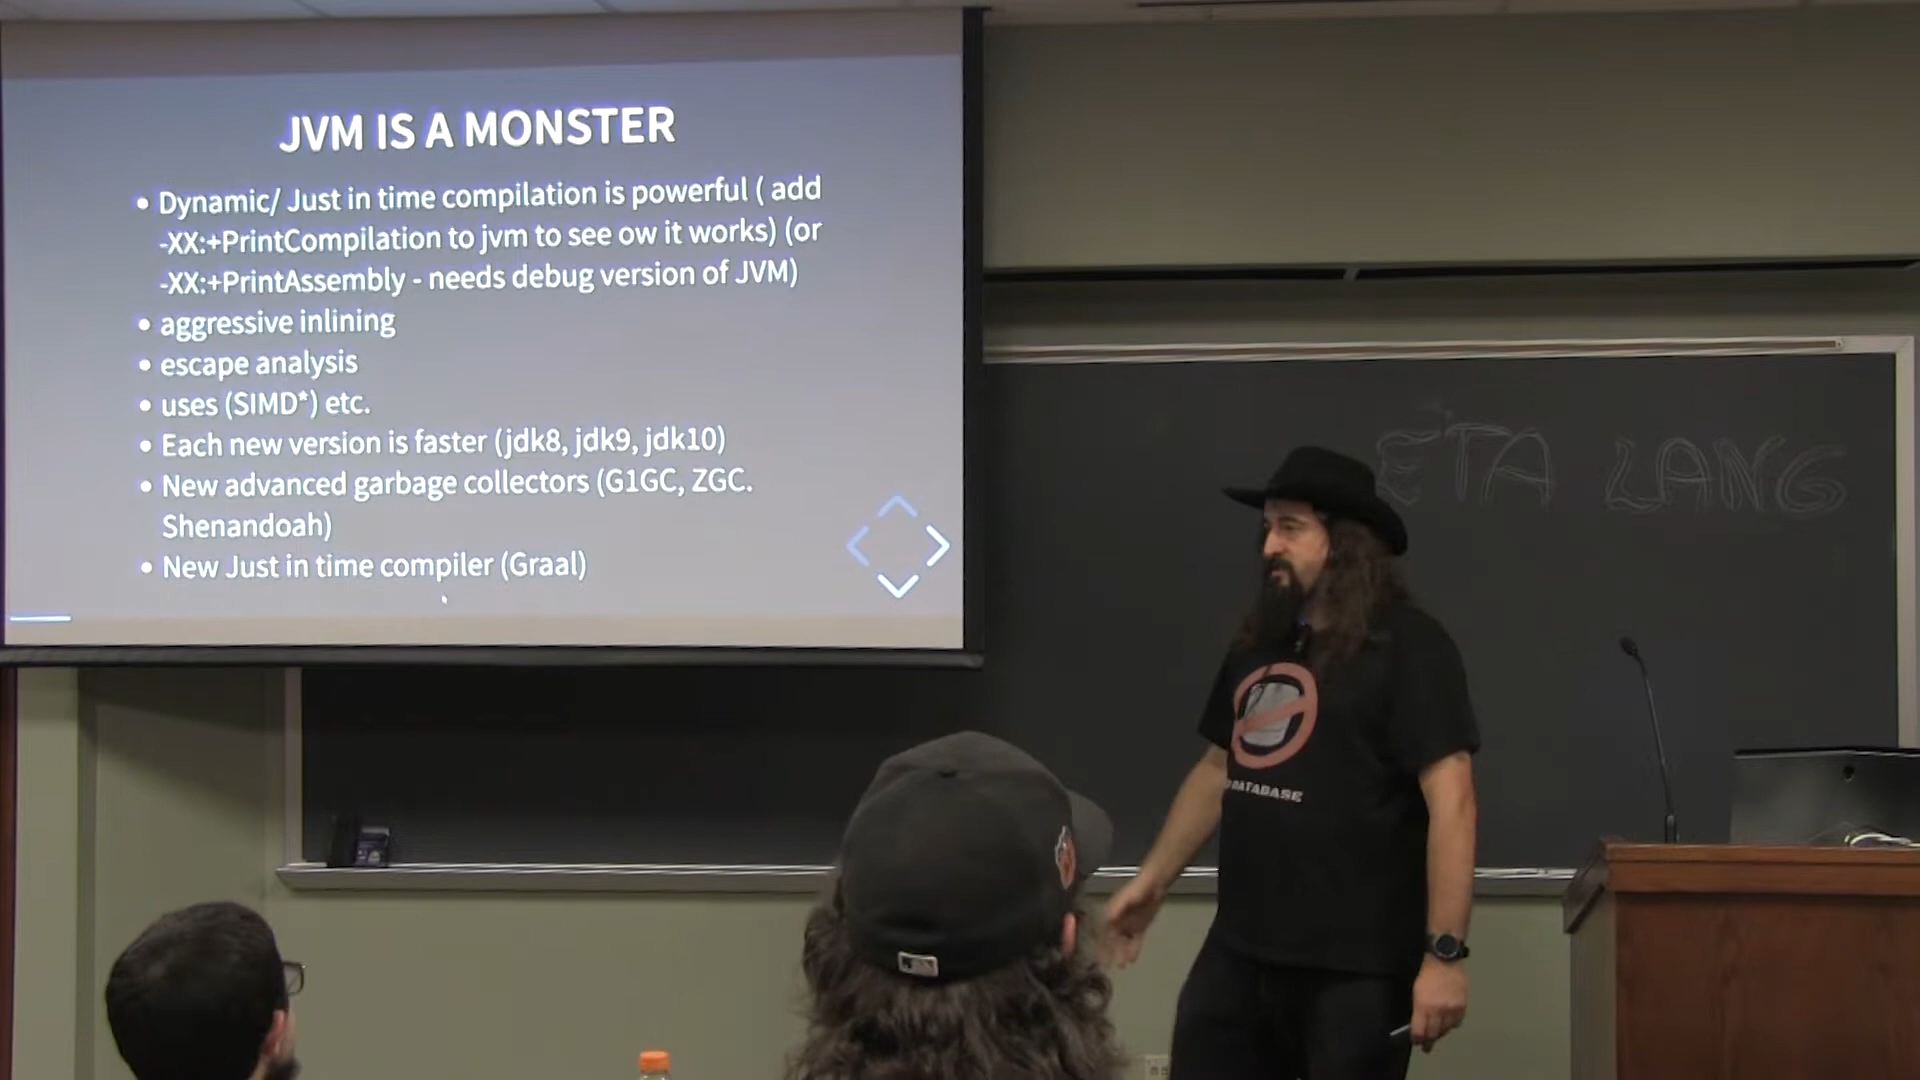 JVM IS A MONSTER
• Dynamic/ Just in time compilation is powerful ( add
-XX:+PrintCompilation to jvm to see ow it works) (or
-XX:+PrintAssembly - needs debug version of JVM)
• aggressive inlining
• escape analysis
• uses (SIMD*) etc.
• Each new version is faster (jdk8, jdk9, jdk10)
• New advanced garbage collectors (G1GC, ZGC.
Shenandoah)
• New Just in time compiler (Graal)
ETA LANG
DATABASE